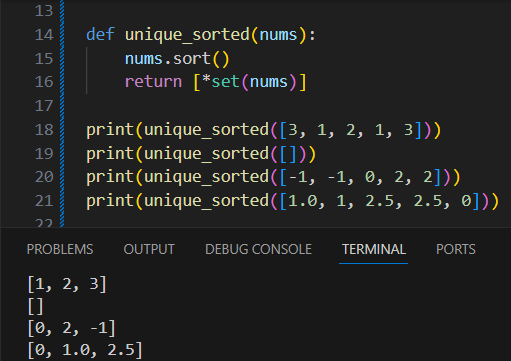 13
14 def unique_sorted(nums):
15     nums.sort()
16     return [*set(nums)]
17
18 print(unique_sorted([3, 1, 2, 1, 3]))
19 print(unique_sorted([]))
20 print(unique_sorted([-1, -1, 0, 2, 2]))
21 print(unique_sorted([1.0, 1, 2.5, 2.5, 0]))
22
PROBLEMS OUTPUT DEBUG CONSOLE TERMINAL PORTS
[1, 2, 3]
[]
[0, 2, -1]
[0, 1.0, 2.5]